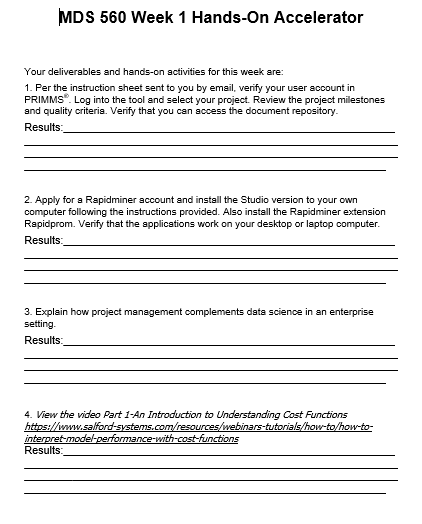 MDS 560 Week 1 Hands-On Accelerator
Your deliverables and hands-on activities for this week are:
1. Per the instruction sheet sent to you by email, verify your user account in
PRIMMS®. Log into the tool and select your project. Review the project milestones
and quality criteria. Verify that you can access the document repository.
Results:
2. Apply for a Rapidminer account and install the Studio version to your own
computer following the instructions provided. Also install the Rapidminer extension
Rapidprom. Verify that the applications work on your desktop or laptop computer.
Results:
3. Explain how project management complements data science in an enterprise
setting.
Results:
4. View the video Part 1-An Introduction to Understanding Cost Functions
https://www.salford-systems.com/resources/webinars-tutorials/how-to/how-to-
interpret-model-performance-with-cost-functions
Results: